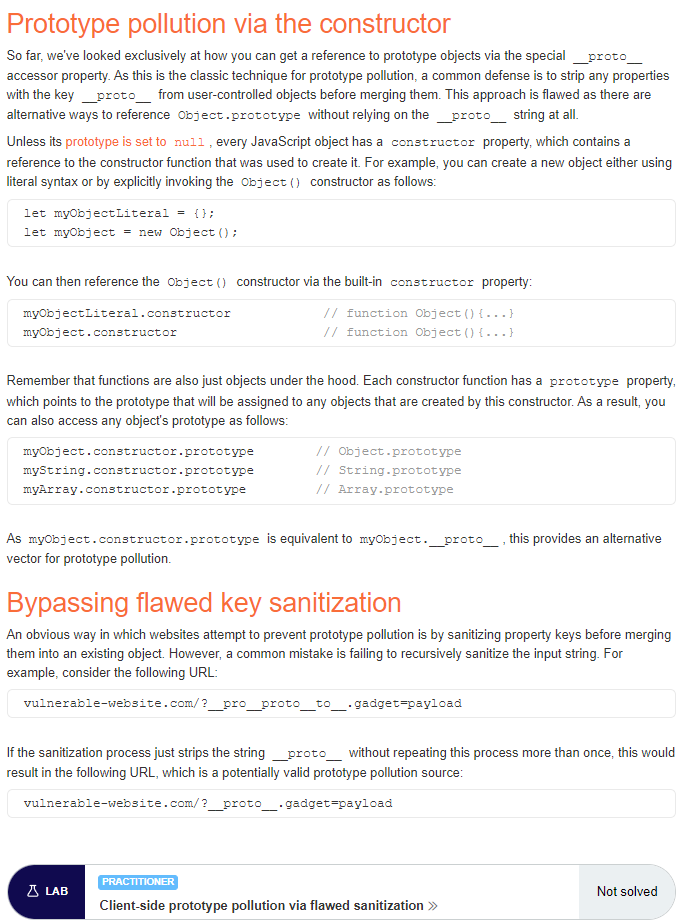 Prototype pollution via the constructor
So far, we've looked exclusively at how you can get a reference to prototype objects via the special __proto__
accessor property. As this is the classic technique for prototype pollution, a common defense is to strip any properties
with the key __proto__ from user-controlled objects before merging them. This approach is flawed as there are
alternative ways to reference Object.prototype without relying on the __proto__ string at all.
Unless its prototype is set to null , every JavaScript object has a constructor property, which contains a
reference to the constructor function that was used to create it. For example, you can create a new object either using
literal syntax or by explicitly invoking the Object() constructor as follows:
let myObjectLiteral = {};
let myObject = new Object();
You can then reference the Object() constructor via the built-in constructor property:
myObjectLiteral.constructor // function Object(){...}
myObject.constructor // function Object(){...}
Remember that functions are also just objects under the hood. Each constructor function has a prototype property,
which points to the prototype that will be assigned to any objects that are created by this constructor. As a result, you
can also access any object's prototype as follows:
myObject.constructor.prototype // Object.prototype
myString.constructor.prototype // String.prototype
myArray.constructor.prototype // Array.prototype
As myObject.constructor.prototype is equivalent to myObject.__proto__ , this provides an alternative
vector for prototype pollution.
Bypassing flawed key sanitization
An obvious way in which websites attempt to prevent prototype pollution is by sanitizing property keys before merging
them into an existing object. However, a common mistake is failing to recursively sanitize the input string. For
example, consider the following URL:
vulnerable-website.com/?__pro__proto__to__.gadget=payload
If the sanitization process just strips the string __proto__ without repeating this process more than once, this would
result in the following URL, which is a potentially valid prototype pollution source:
vulnerable-website.com/?__proto__.gadget=payload
LAB
PRACTITIONER
Client-side prototype pollution via flawed sanitization »
Not solved